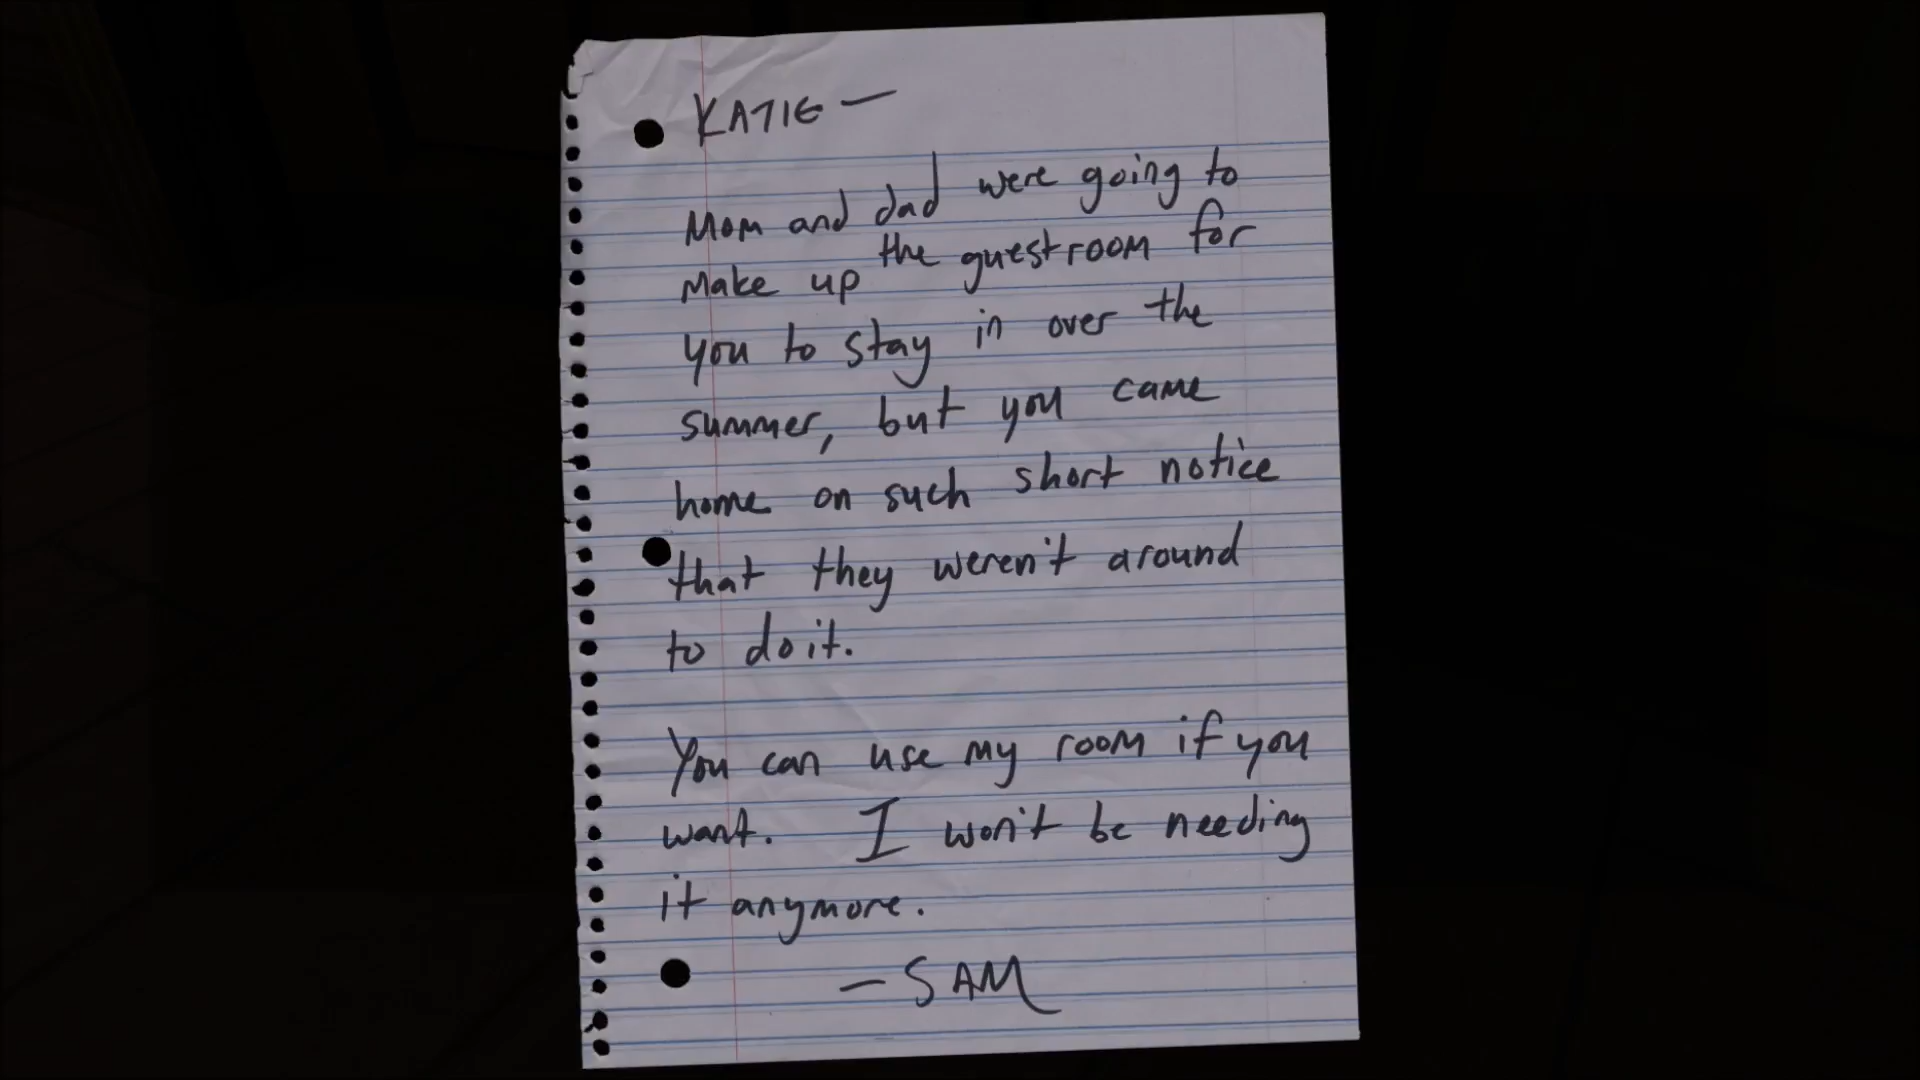 KATIE —
Mom and dad were going to
make up the guestroom for
you to stay in over the
summer, but you came
home on such short notice
that they weren't around
to do it.
You can use my room if you
want. I won't be needing
it anymore.
— SAM